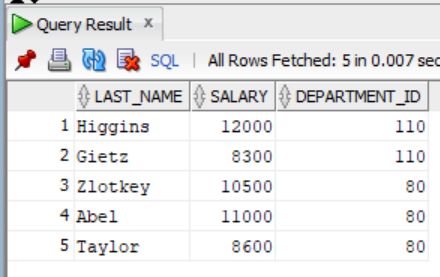 Query Result x
SQL | All Rows Fetched: 5 in 0.007 sec
LAST_NAME SALARY DEPARTMENT_ID
1 Higgins 12000 110
2 Gietz 8300 110
3 Zlotkey 10500 80
4 Abel 11000 80
5 Taylor 8600 80